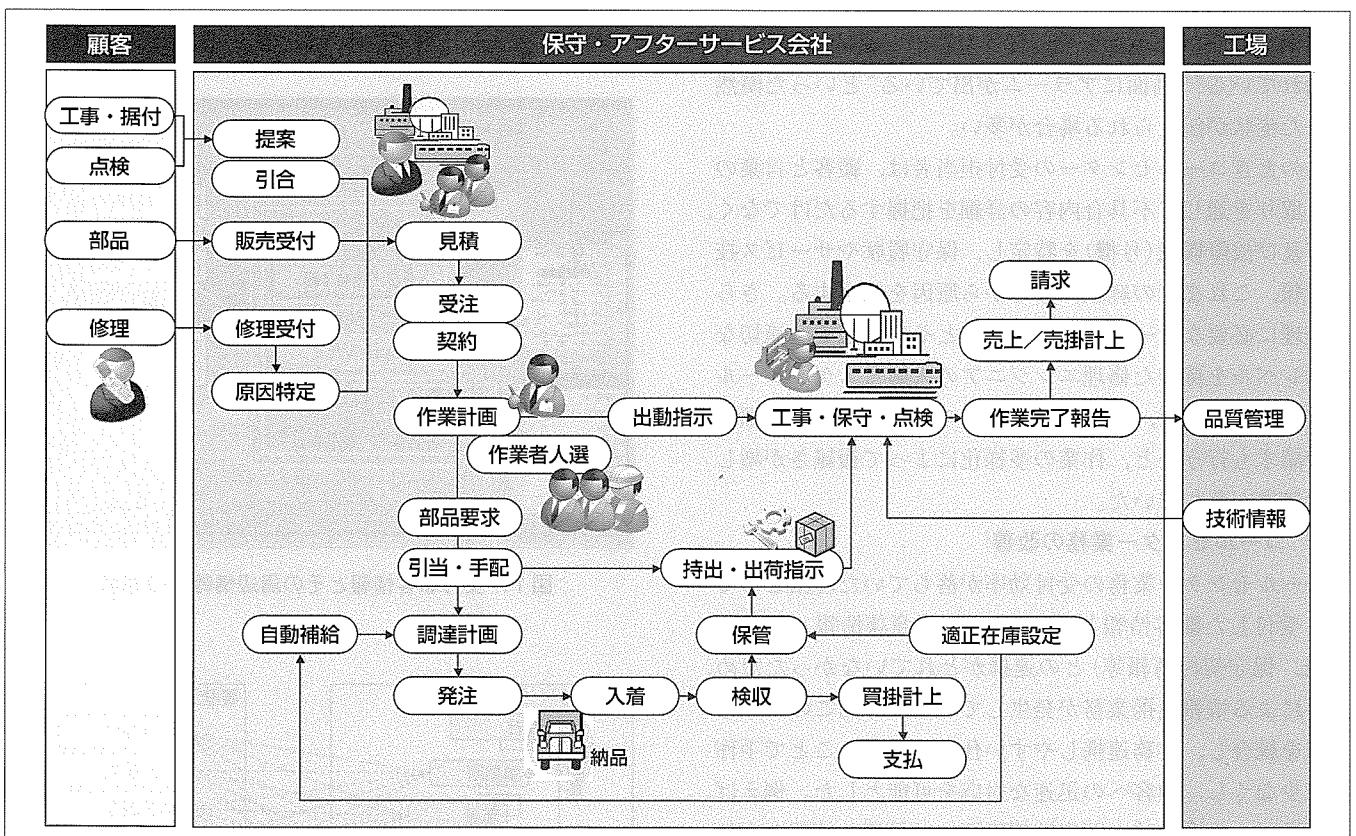 顧客
保守・アフターサービス会社
工場
工事・据付
点検
部品
修理
提案
引合
販売受付
修理受付
原因特定
見積
受注
契約
作業計画
作業者人選
出動指示
工事・保守・点検
作業完了報告
売上／売掛計上
請求
品質管理
技術情報
部品要求
引当・手配
持出・出荷指示
自動補給
調達計画
保管
適正在庫設定
発注
納品
入着
検収
買掛計上
支払